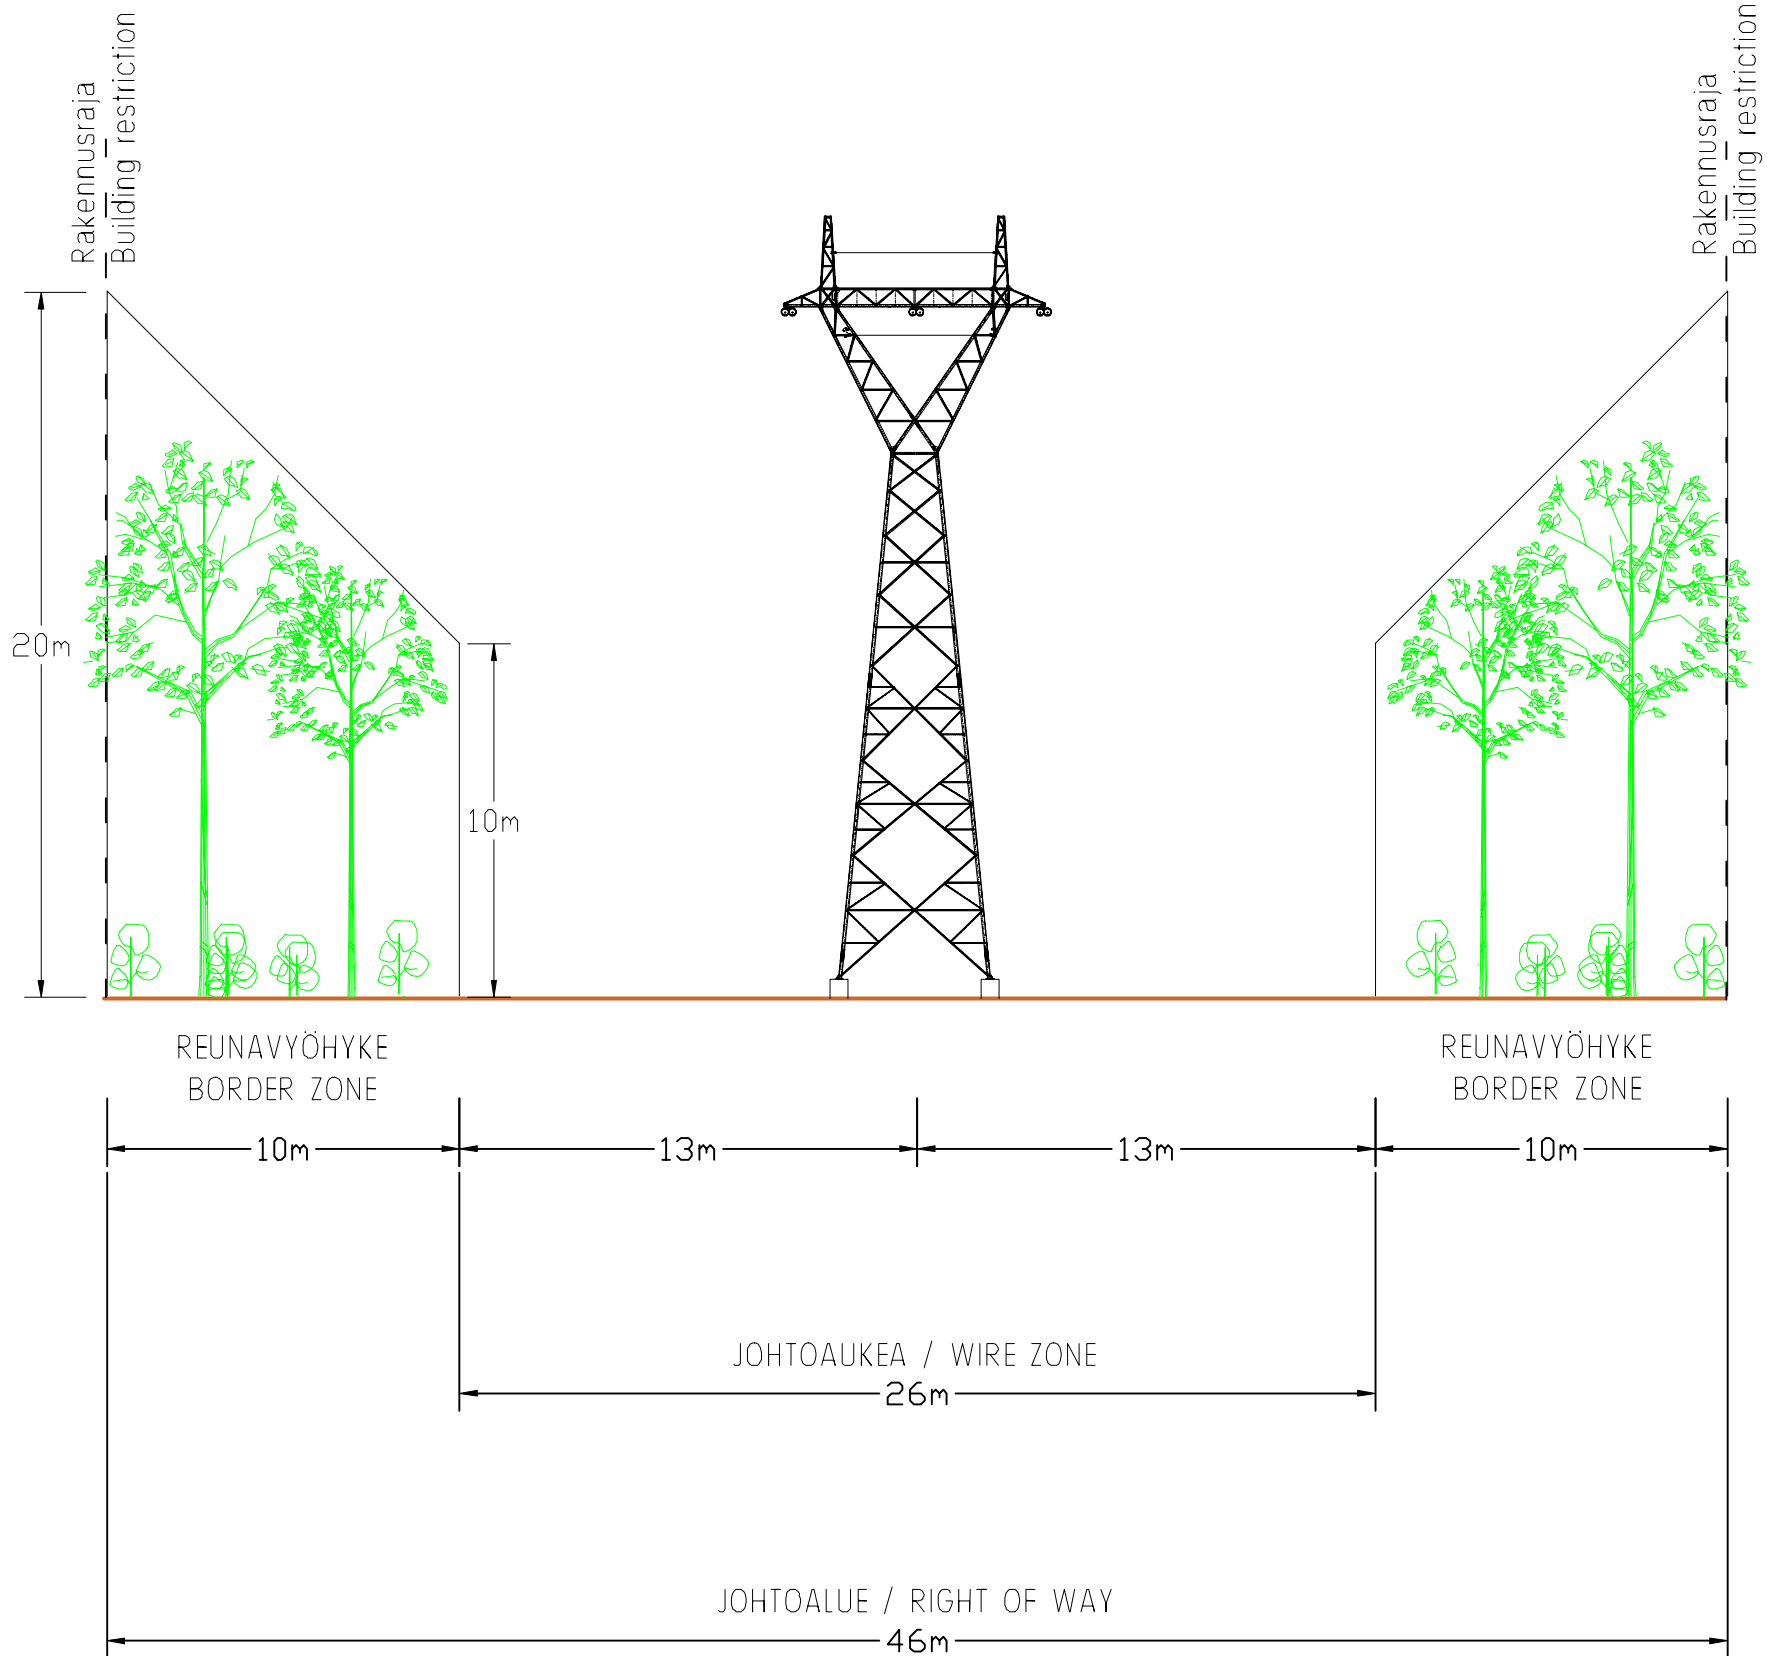 Rakennusraja
Building restriction
Rakennusraja
Building restriction
20m
10m
REUNAVYÖHYKE
BORDER ZONE
REUNAVYÖHYKE
BORDER ZONE
10m
13m
13m
10m
JOHTOAUKEA / WIRE ZONE
26m
JOHTOALUE / RIGHT OF WAY
46m